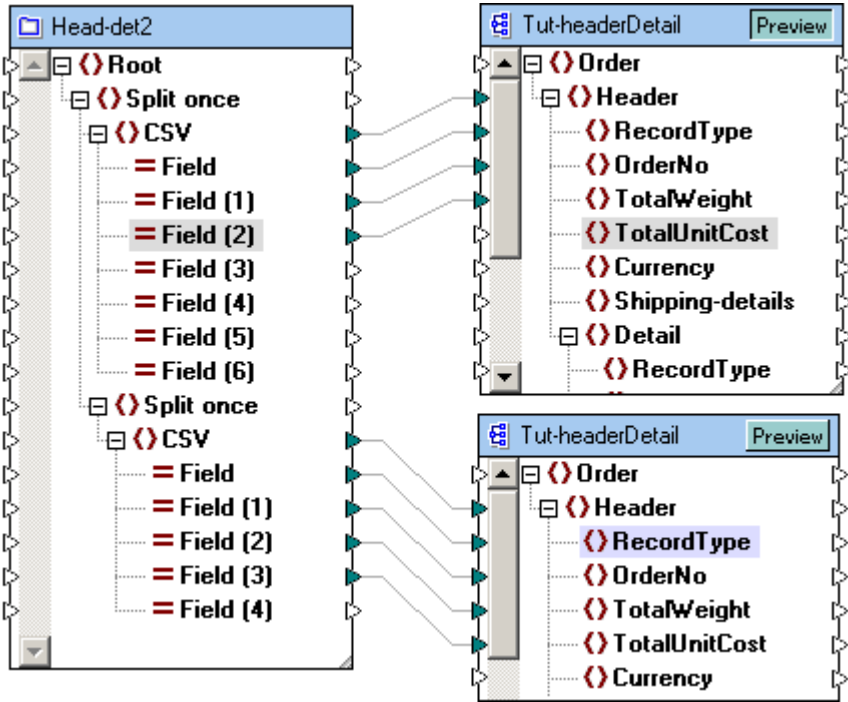 Head-det2
Root
Split once
CSV
Field
Field (1)
Field (2)
Field (3)
Field (4)
Field (5)
Field (6)
Split once
CSV
Field
Field (1)
Field (2)
Field (3)
Field (4)
Tut-headerDetail Preview
Order
Header
RecordType
OrderNo
TotalWeight
TotalUnitCost
Currency
Shipping-details
Detail
RecordType
Tut-headerDetail Preview
Order
Header
RecordType
OrderNo
TotalWeight
TotalUnitCost
Currency